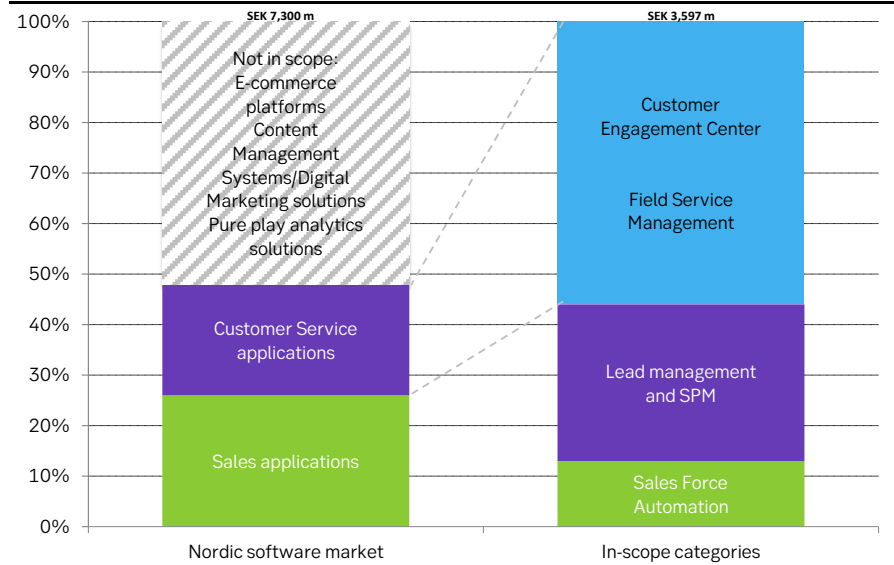 SEK 7,300 m
SEK 3,597 m
100%
90%
80%
70%
60%
50%
40%
30%
20%
10%
0%
Not in scope:
E-commerce
platforms
Content
Management
Systems/Digital
Marketing solutions
Pure play analytics
solutions
Customer Service
applications
Sales applications
Customer
Engagement Center
Field Service
Management
Lead management
and SPM
Sales Force
Automation
Nordic software market
In-scope categories